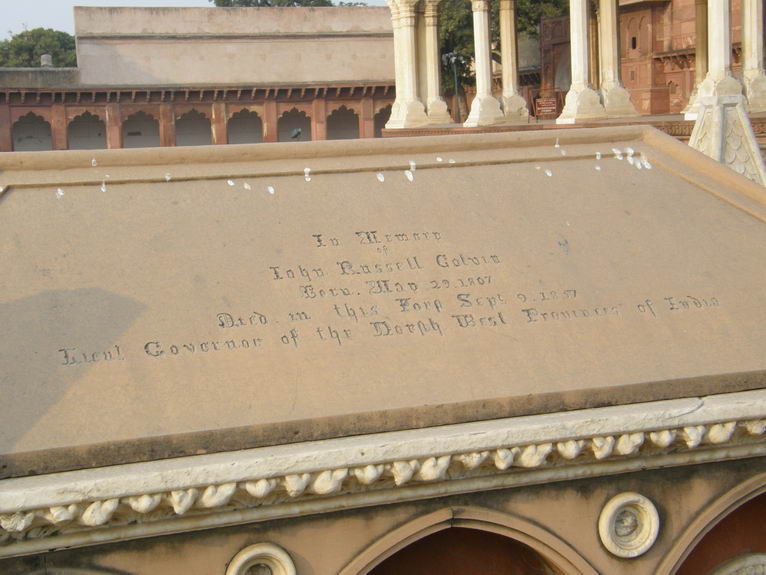 In Memory
of
John Russell Colvin
Born. May 29. 1807
Died. in this Fort Sept 9. 1857
Lieut. Governor of the North West Provinces of India